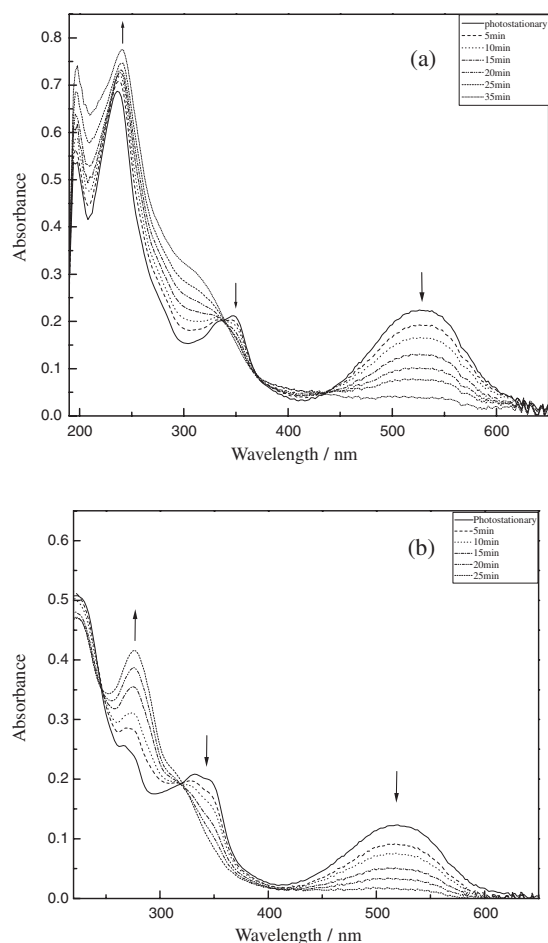 (a)
photostationary
5min
10min
15min
20min
25min
35min
0.8
0.7
0.6
0.5
0.4
0.3
0.2
0.1
0.0
Absorbance
200 300 400 500 600
Wavelength / nm
(b)
Photostationary
5min
10min
15min
20min
25min
0.6
0.5
0.4
0.3
0.2
0.1
0.0
Absorbance
300 400 500 600
Wavelength / nm